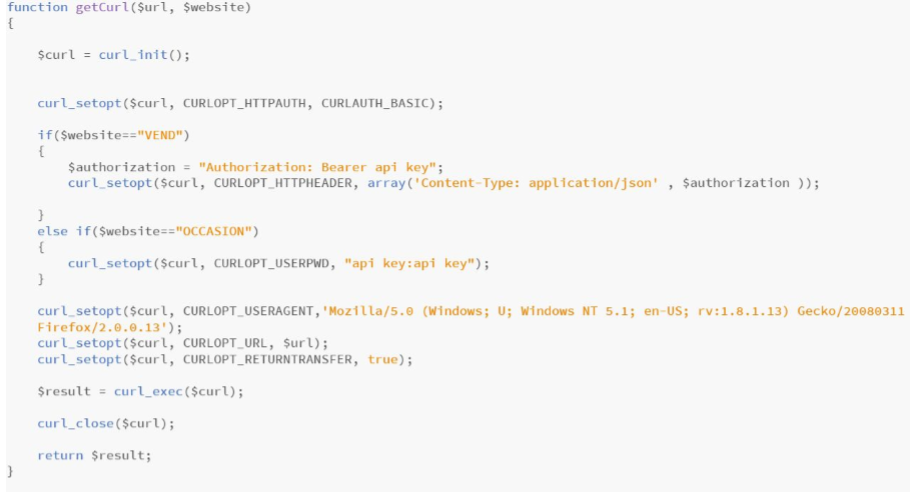 function getCurl($url, $website)
{
$curl = curl_init();
curl_setopt($curl, CURLOPT_HTTPAUTH, CURLAUTH_BASIC);
if($website=="VEND")
{
$authorization = "Authorization: Bearer api key";
curl_setopt($curl, CURLOPT_HTTPHEADER, array('Content-Type: application/json' , $authorization ));
}
else if($website=="OCCASION")
{
curl_setopt($curl, CURLOPT_USERPWD, "api key:api key");
}
curl_setopt($curl, CURLOPT_USERAGENT,'Mozilla/5.0 (Windows; U; Windows NT 5.1; en-US; rv:1.8.1.13) Gecko/20080311
Firefox/2.0.0.13');
curl_setopt($curl, CURLOPT_URL, $url);
curl_setopt($curl, CURLOPT_RETURNTRANSFER, true);
$result = curl_exec($curl);
curl_close($curl);
return $result;
}